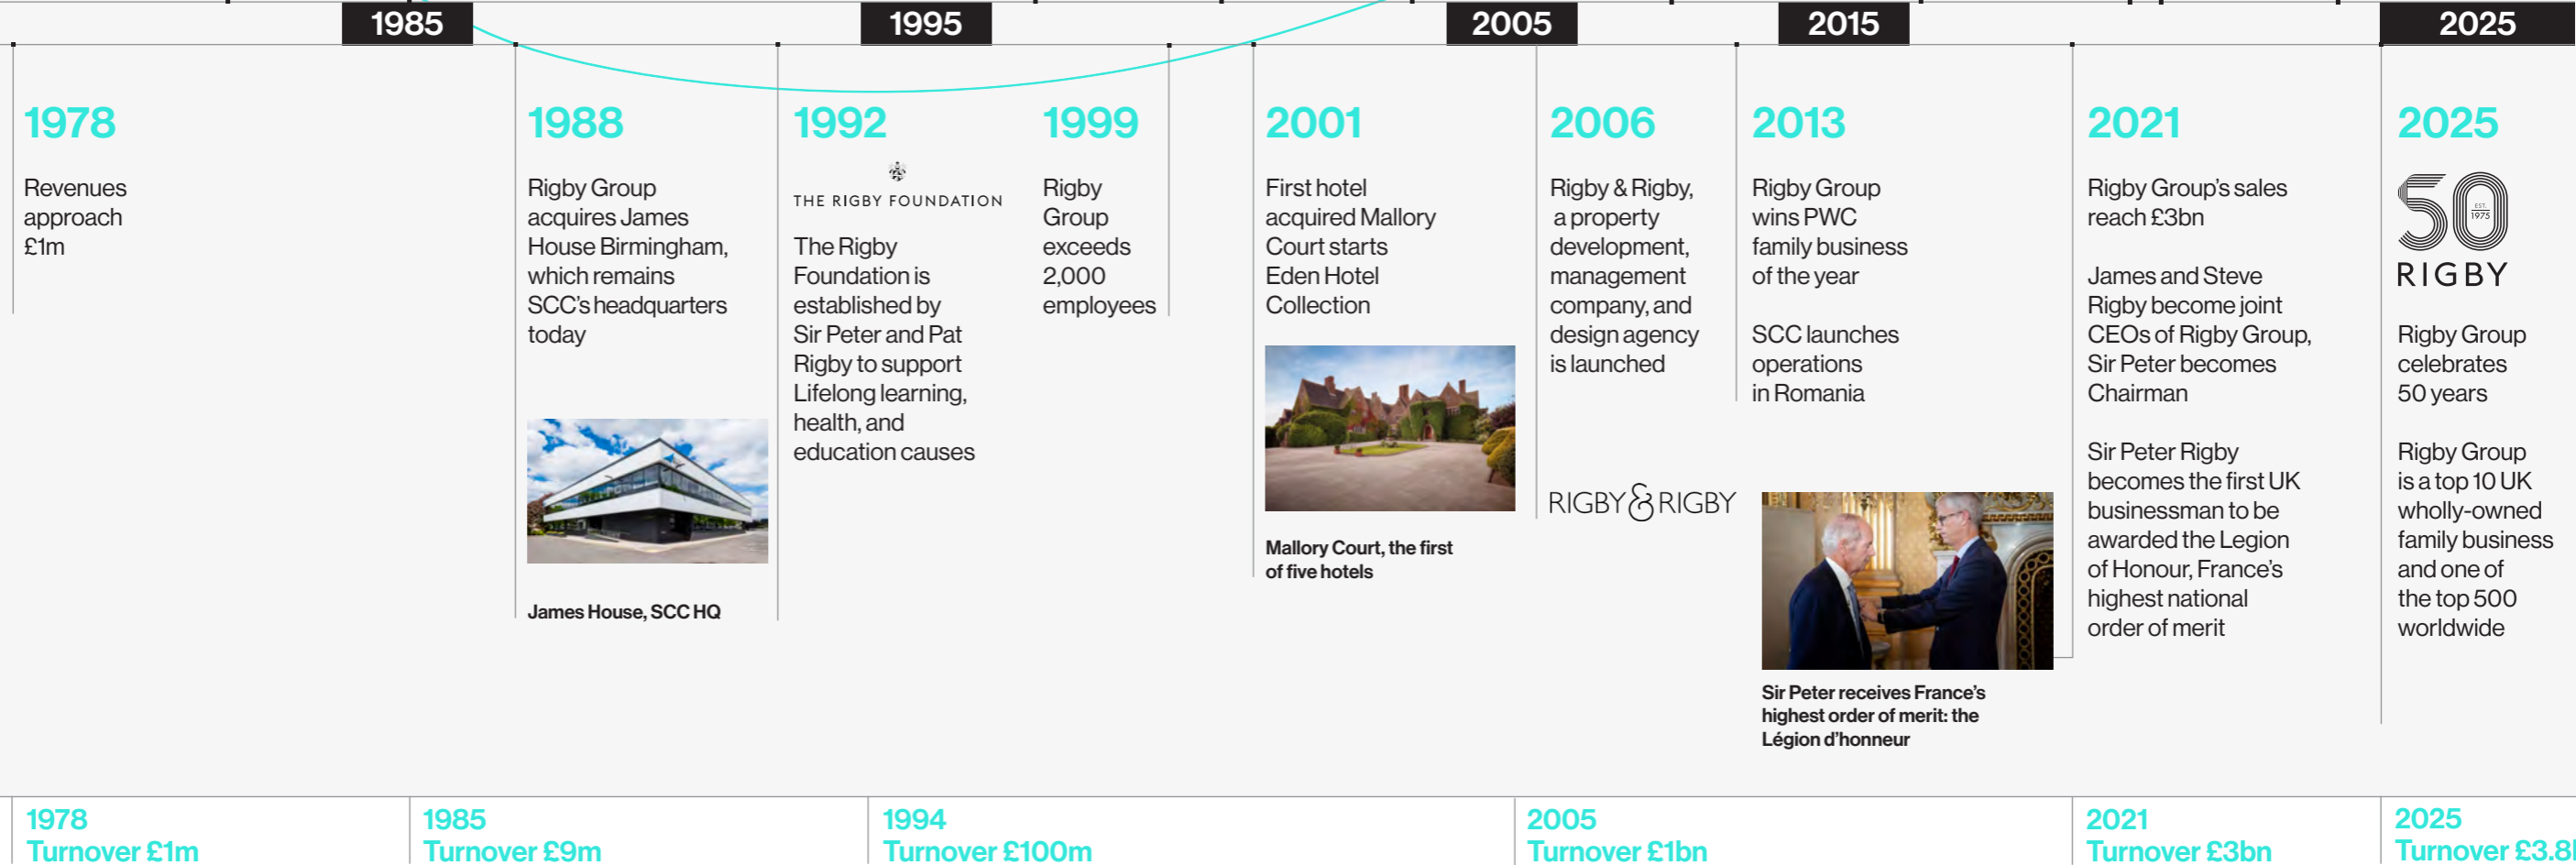 1985
1995
2005
2015
2025
1978
Revenues
approach
£1m
1988
Rigby Group
acquires James
House Birmingham,
which remains
SCC's headquarters
today
James House, SCC HQ
1992
THE RIGBY FOUNDATION
The Rigby
Foundation is
established by
Sir Peter and Pat
Rigby to support
Lifelong learning,
health, and
education causes
1999
Rigby
Group
exceeds
2,000
employees
2001
First hotel
acquired Mallory
Court starts
Eden Hotel
Collection
Mallory Court, the first
of five hotels
2006
Rigby & Rigby,
a property
development,
management
company, and
design agency
is launched
RIGBY & RIGBY
2013
Rigby Group
wins PWC
family business
of the year
SCC launches
operations
in Romania
Sir Peter receives France's
highest order of merit: the
Légion d'honneur
2021
Rigby Group's sales
reach £3bn
James and Steve
Rigby become joint
CEOs of Rigby Group,
Sir Peter becomes
Chairman
Sir Peter Rigby
becomes the first UK
businessman to be
awarded the Legion
of Honour, France's
highest national
order of merit
2025
50
EST.
1975
RIGBY
Rigby Group
celebrates
50 years
Rigby Group
is a top 10 UK
wholly-owned
family business
and one of
the top 500
worldwide
1978
Turnover £1m
1985
Turnover £9m
1994
Turnover £100m
2005
Turnover £1bn
2021
Turnover £3bn
2025
Turnover £3.8